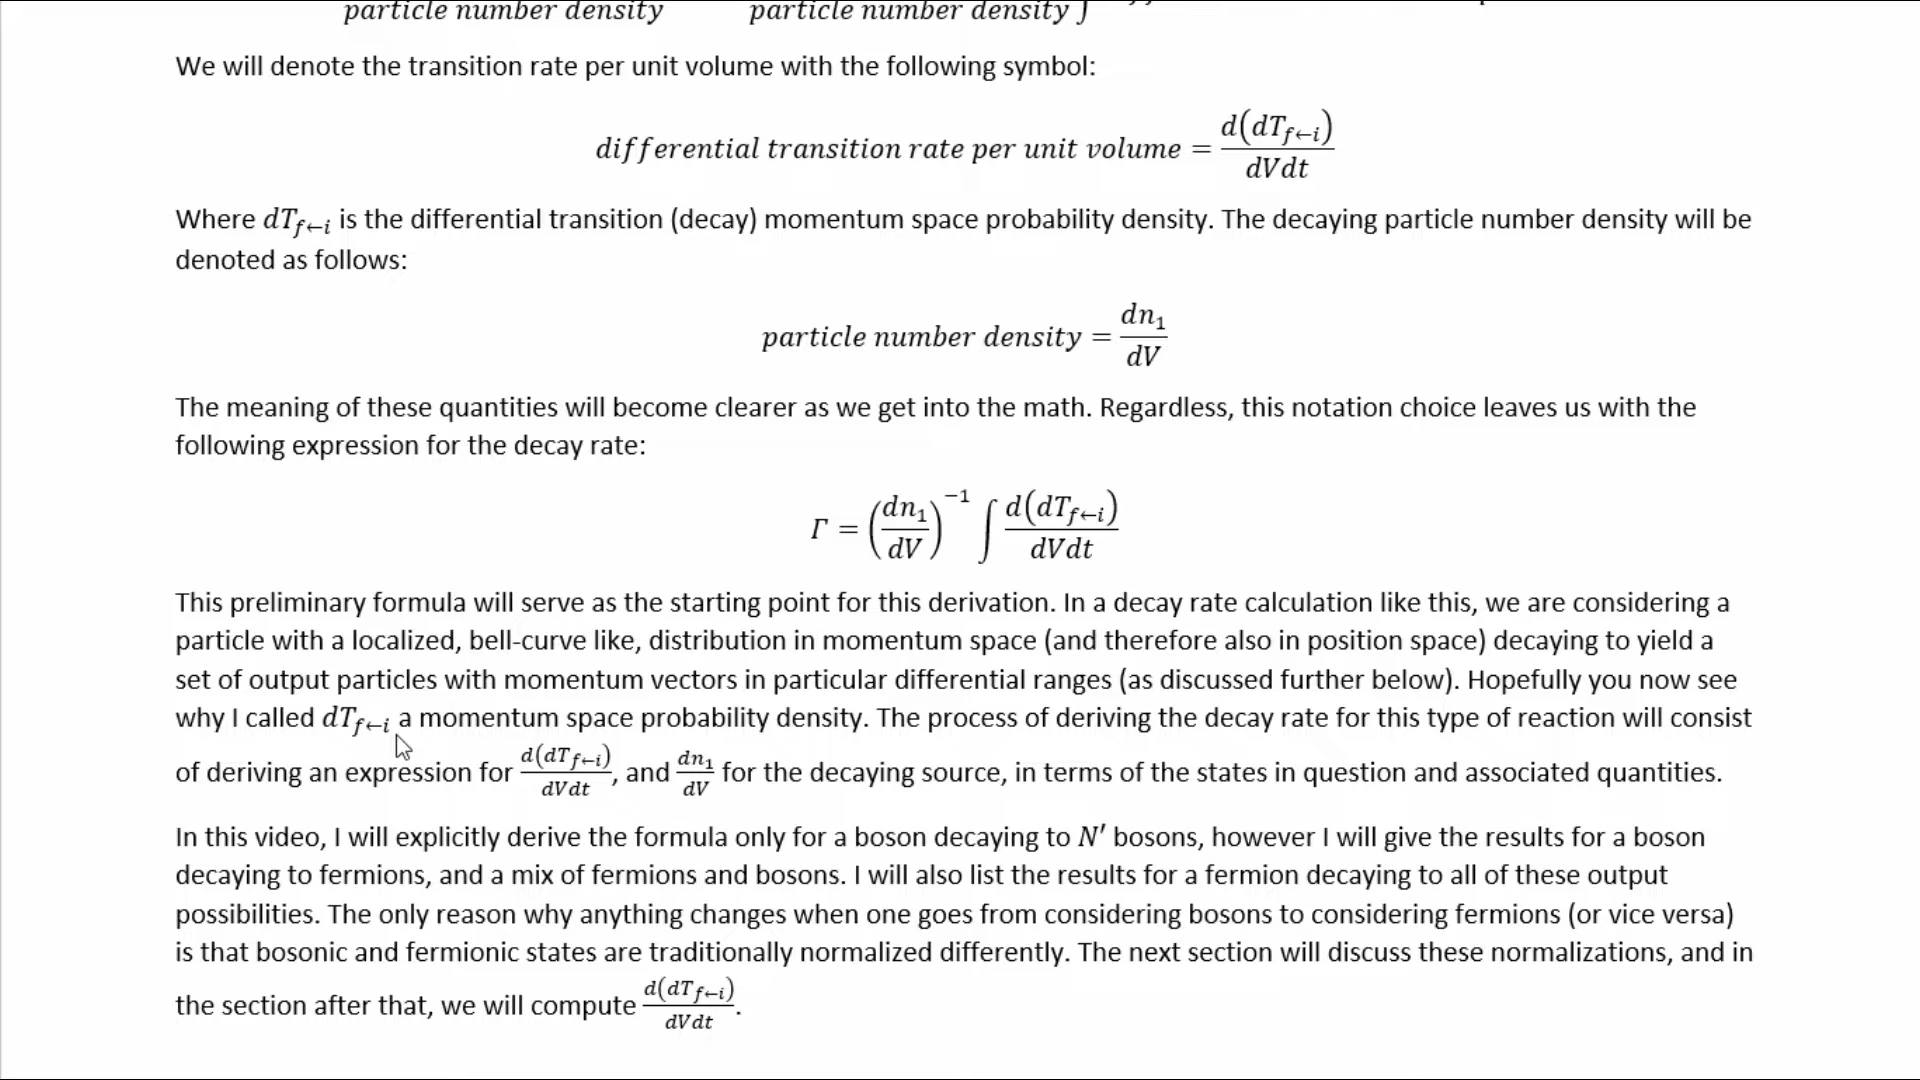 particle number density particle number density ∫
We will denote the transition rate per unit volume with the following symbol:
differential transition rate per unit volume = d(dT_{f←i}) / dVdt
Where dT_{f←i} is the differential transition (decay) momentum space probability density. The decaying particle number density will be
denoted as follows:
particle number density = dn₁ / dV
The meaning of these quantities will become clearer as we get into the math. Regardless, this notation choice leaves us with the
following expression for the decay rate:
Γ = (dn₁ / dV)⁻¹ ∫ d(dT_{f←i}) / dVdt
This preliminary formula will serve as the starting point for this derivation. In a decay rate calculation like this, we are considering a
particle with a localized, bell-curve like, distribution in momentum space (and therefore also in position space) decaying to yield a
set of output particles with momentum vectors in particular differential ranges (as discussed further below). Hopefully you now see
why I called dT_{f←i} a momentum space probability density. The process of deriving the decay rate for this type of reaction will consist
of deriving an expression for d(dT_{f←i}) / dVdt, and dn₁ / dV for the decaying source, in terms of the states in question and associated quantities.
In this video, I will explicitly derive the formula only for a boson decaying to N′ bosons, however I will give the results for a boson
decaying to fermions, and a mix of fermions and bosons. I will also list the results for a fermion decaying to all of these output
possibilities. The only reason why anything changes when one goes from considering bosons to considering fermions (or vice versa)
is that bosonic and fermionic states are traditionally normalized differently. The next section will discuss these normalizations, and in
the section after that, we will compute d(dT_{f←i}) / dVdt.